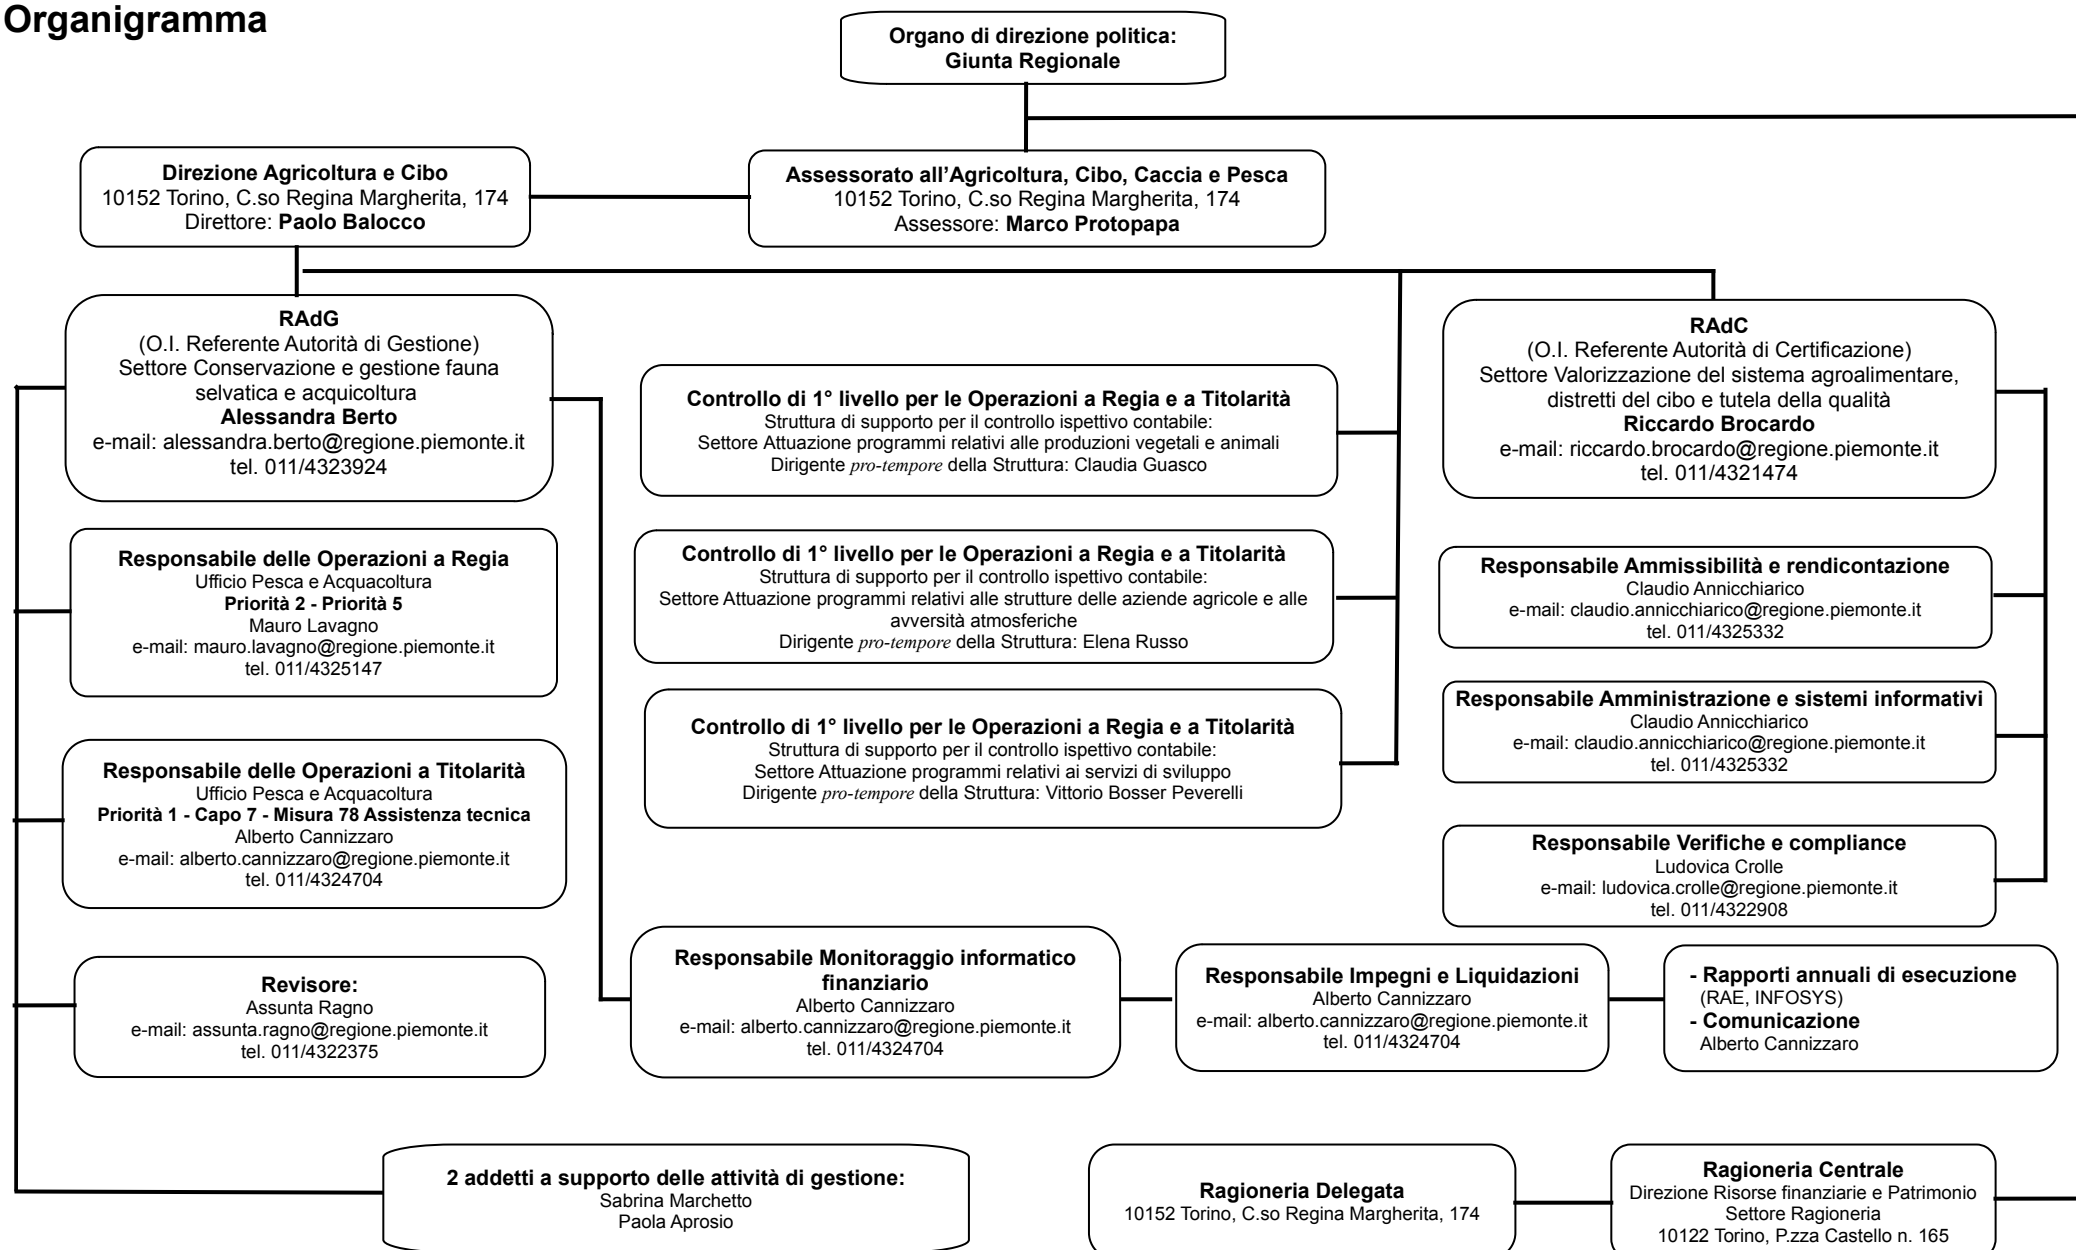 Organigramma
Organo di direzione politica:
Giunta Regionale
Direzione Agricoltura e Cibo
10152 Torino, C.so Regina Margherita, 174
Direttore: Paolo Balocco
Assessorato all'Agricoltura, Cibo, Caccia e Pesca
10152 Torino, C.so Regina Margherita, 174
Assessore: Marco Protopapa
RAdG
(O.I. Referente Autorità di Gestione)
Settore Conservazione e gestione fauna
selvatica e acquicoltura
Alessandra Berto
e-mail: alessandra.berto@regione.piemonte.it
tel. 011/4323924
Controllo di 1° livello per le Operazioni a Regia e a Titolarità
Struttura di supporto per il controllo ispettivo contabile:
Settore Attuazione programmi relativi alle produzioni vegetali e animali
Dirigente pro-tempore della Struttura: Claudia Guasco
RAdC
(O.I. Referente Autorità di Certificazione)
Settore Valorizzazione del sistema agroalimentare,
distretti del cibo e tutela della qualità
Riccardo Brocardo
e-mail: riccardo.brocardo@regione.piemonte.it
tel. 011/4321474
Responsabile delle Operazioni a Regia
Ufficio Pesca e Acquacoltura
Priorità 2 - Priorità 5
Mauro Lavagno
e-mail: mauro.lavagno@regione.piemonte.it
tel. 011/4325147
Controllo di 1° livello per le Operazioni a Regia e a Titolarità
Struttura di supporto per il controllo ispettivo contabile:
Settore Attuazione programmi relativi alle strutture delle aziende agricole e alle
avversità atmosferiche
Dirigente pro-tempore della Struttura: Elena Russo
Responsabile Ammissibilità e rendicontazione
Claudio Annicchiarico
e-mail: claudio.annicchiarico@regione.piemonte.it
tel. 011/4325332
Responsabile Amministrazione e sistemi informativi
Claudio Annicchiarico
e-mail: claudio.annicchiarico@regione.piemonte.it
tel. 011/4325332
Controllo di 1° livello per le Operazioni a Regia e a Titolarità
Struttura di supporto per il controllo ispettivo contabile:
Settore Attuazione programmi relativi ai servizi di sviluppo
Dirigente pro-tempore della Struttura: Vittorio Bosser Peverelli
Responsabile delle Operazioni a Titolarità
Ufficio Pesca e Acquacoltura
Priorità 1 - Capo 7 - Misura 78 Assistenza tecnica
Alberto Cannizzaro
e-mail: alberto.cannizzaro@regione.piemonte.it
tel. 011/4324704
Responsabile Verifiche e compliance
Ludovica Crolle
e-mail: ludovica.crolle@regione.piemonte.it
tel. 011/4322908
Revisore:
Assunta Ragno
e-mail: assunta.ragno@regione.piemonte.it
tel. 011/4322375
Responsabile Monitoraggio informatico
finanziario
Alberto Cannizzaro
e-mail: alberto.cannizzaro@regione.piemonte.it
tel. 011/4324704
Responsabile Impegni e Liquidazioni
Alberto Cannizzaro
e-mail: alberto.cannizzaro@regione.piemonte.it
tel. 011/4324704
- Rapporti annuali di esecuzione
(RAE, INFOSYS)
- Comunicazione
Alberto Cannizzaro
2 addetti a supporto delle attività di gestione:
Sabrina Marchetto
Paola Aprosio
Ragioneria Delegata
10152 Torino, C.so Regina Margherita, 174
Ragioneria Centrale
Direzione Risorse finanziarie e Patrimonio
Settore Ragioneria
10122 Torino, P.zza Castello n. 165